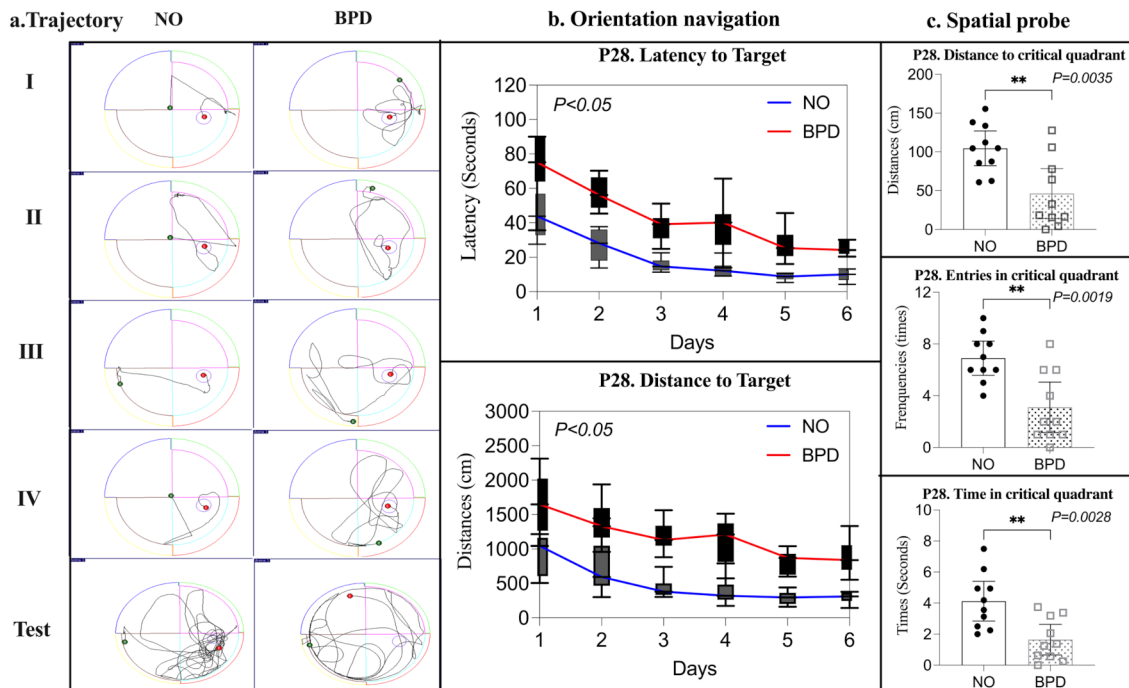 a.Trajectory NO BPD
I
II
III
IV
Test
b. Orientation navigation
P28. Latency to Target
P<0.05
NO
BPD
Latency (Seconds)
120
100
80
60
40
20
0
1 2 3 4 5 6
Days
P28. Distance to Target
P<0.05
NO
BPD
Distances (cm)
3000
2500
2000
1500
1000
500
0
1 2 3 4 5 6
Days
c. Spatial probe
P28. Distance to critical quadrant
P=0.0035
**
Distances (cm)
200
150
100
50
0
NO BPD
P28. Entries in critical quadrant
P=0.0019
**
Frenquencies (times)
12
8
4
0
NO BPD
P28. Time in critical quadrant
P=0.0028
**
Times (Seconds)
10
8
6
4
2
0
NO BPD